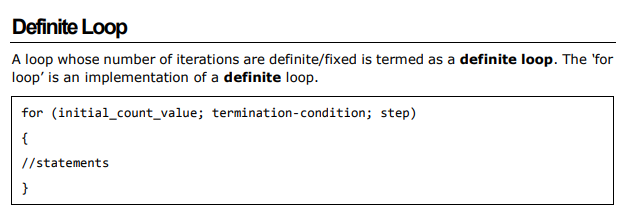 Definite Loop
A loop whose number of iterations are definite/fixed is termed as a definite loop. The ‘for
loop’ is an implementation of a definite loop.
for (initial_count_value; termination-condition; step)
{
//statements
}